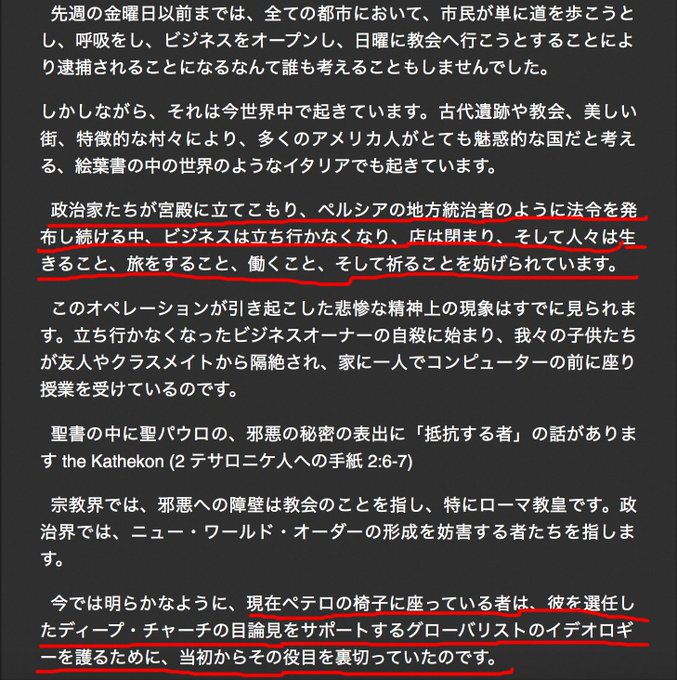 先週の金曜日以前までは、全ての都市において、市民が単に道を歩こうと
し、呼吸をし、ビジネスをオープンし、日曜に教会へ行こうとすることによ
り逮捕されることになるなんて誰も考えることもしませんでした。
しかしながら、それは今世界中で起きています。古代遺跡や教会、美しい
街、特徴的な村々により、多くのアメリカ人がとても魅惑的な国だと考え
る、絵葉書の中の世界のようなイタリアでも起きています。
政治家たちが宮殿に立てこもり、ペルシアの地方統治者のように法令を発
布し続ける中、ビジネスは立ち行かなくなり、店は閉まり、そして人々は生
きること、旅をすること、働くこと、そして祈ることを妨げられています。
このオペレーションが引き起こした悲惨な精神上の現象はすでに見られま
す。立ち行かなくなったビジネスオーナーの自殺に始まり、我々の子供たち
が友人やクラスメイトから隔絶され、家に一人でコンピューターの前に座り
授業を受けているのです。
聖書の中に聖パウロの、邪悪の秘密の表出に「抵抗する者」の話がありま
す the Kathekon (2 テサロニケ人への手紙 2:6-7)
宗教界では、邪悪への障壁は教会のことを指し、特にローマ教皇です。政
治界では、ニュー・ワールド・オーダーの形成を妨害する者たちを指しま
す。
今では明らかなように、現在ペテロの椅子に座っている者は、彼を選任し
たディープ・チャーチの目論見をサポートするグローバリストのイデオロギ
ーを護るために、当初からその役目を裏切っていたのです。